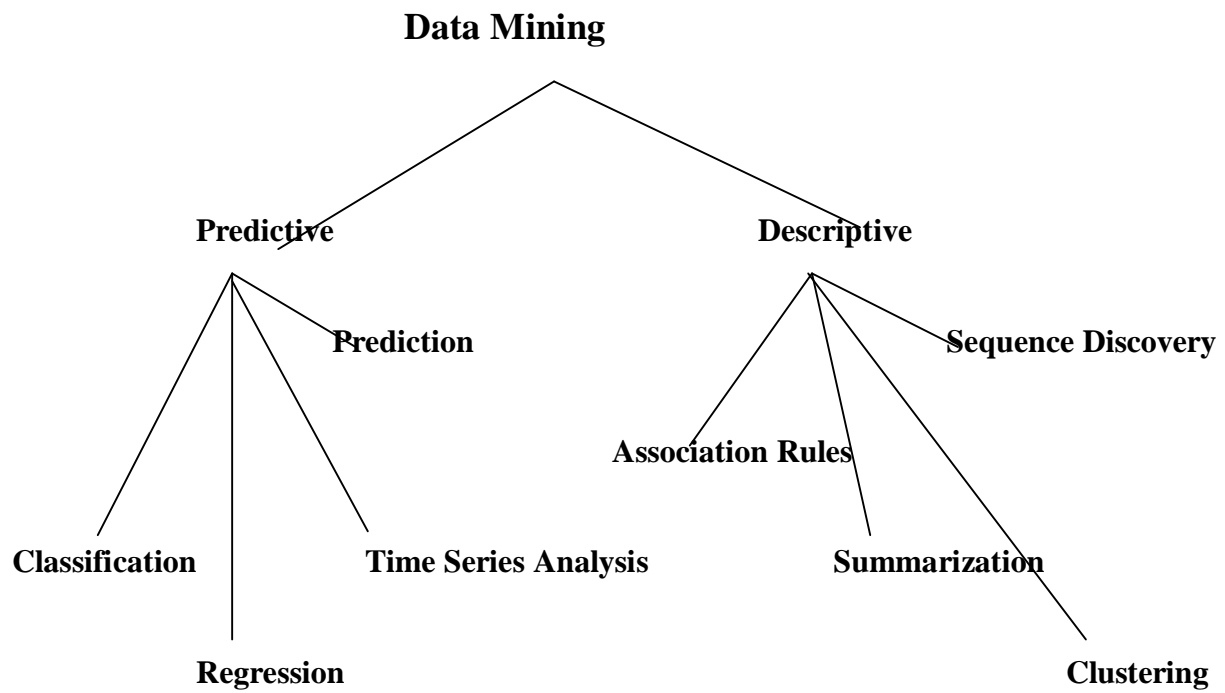 Data Mining
Predictive
Descriptive
Prediction
Sequence Discovery
Association Rules
Classification
Time Series Analysis
Summarization
Regression
Clustering